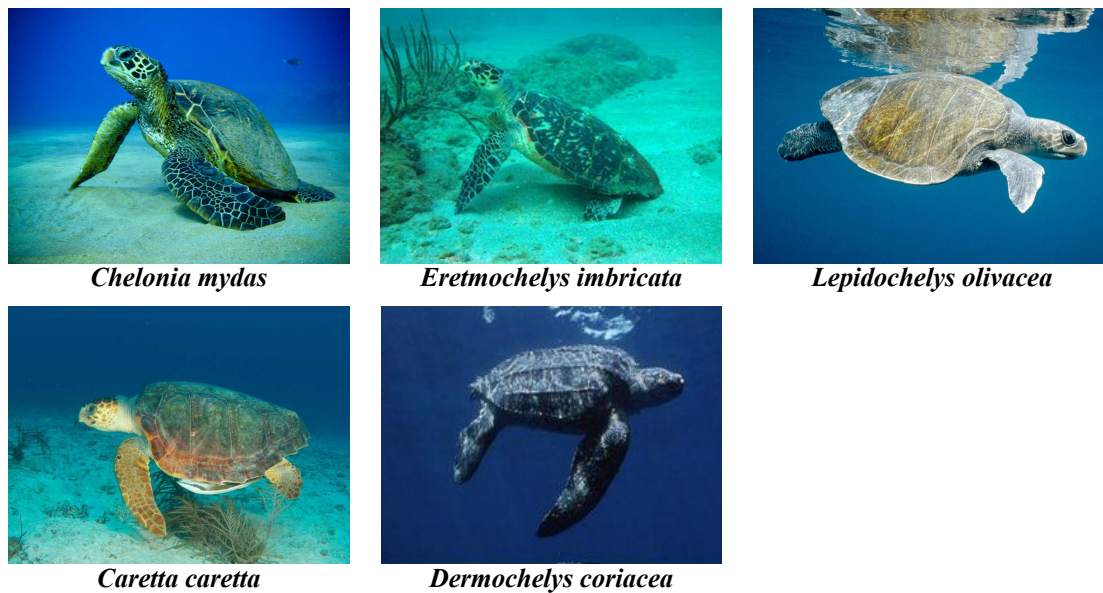 Chelonia mydas
Eretmochelys imbricata
Lepidochelys olivacea
Caretta caretta
Dermochelys coriacea